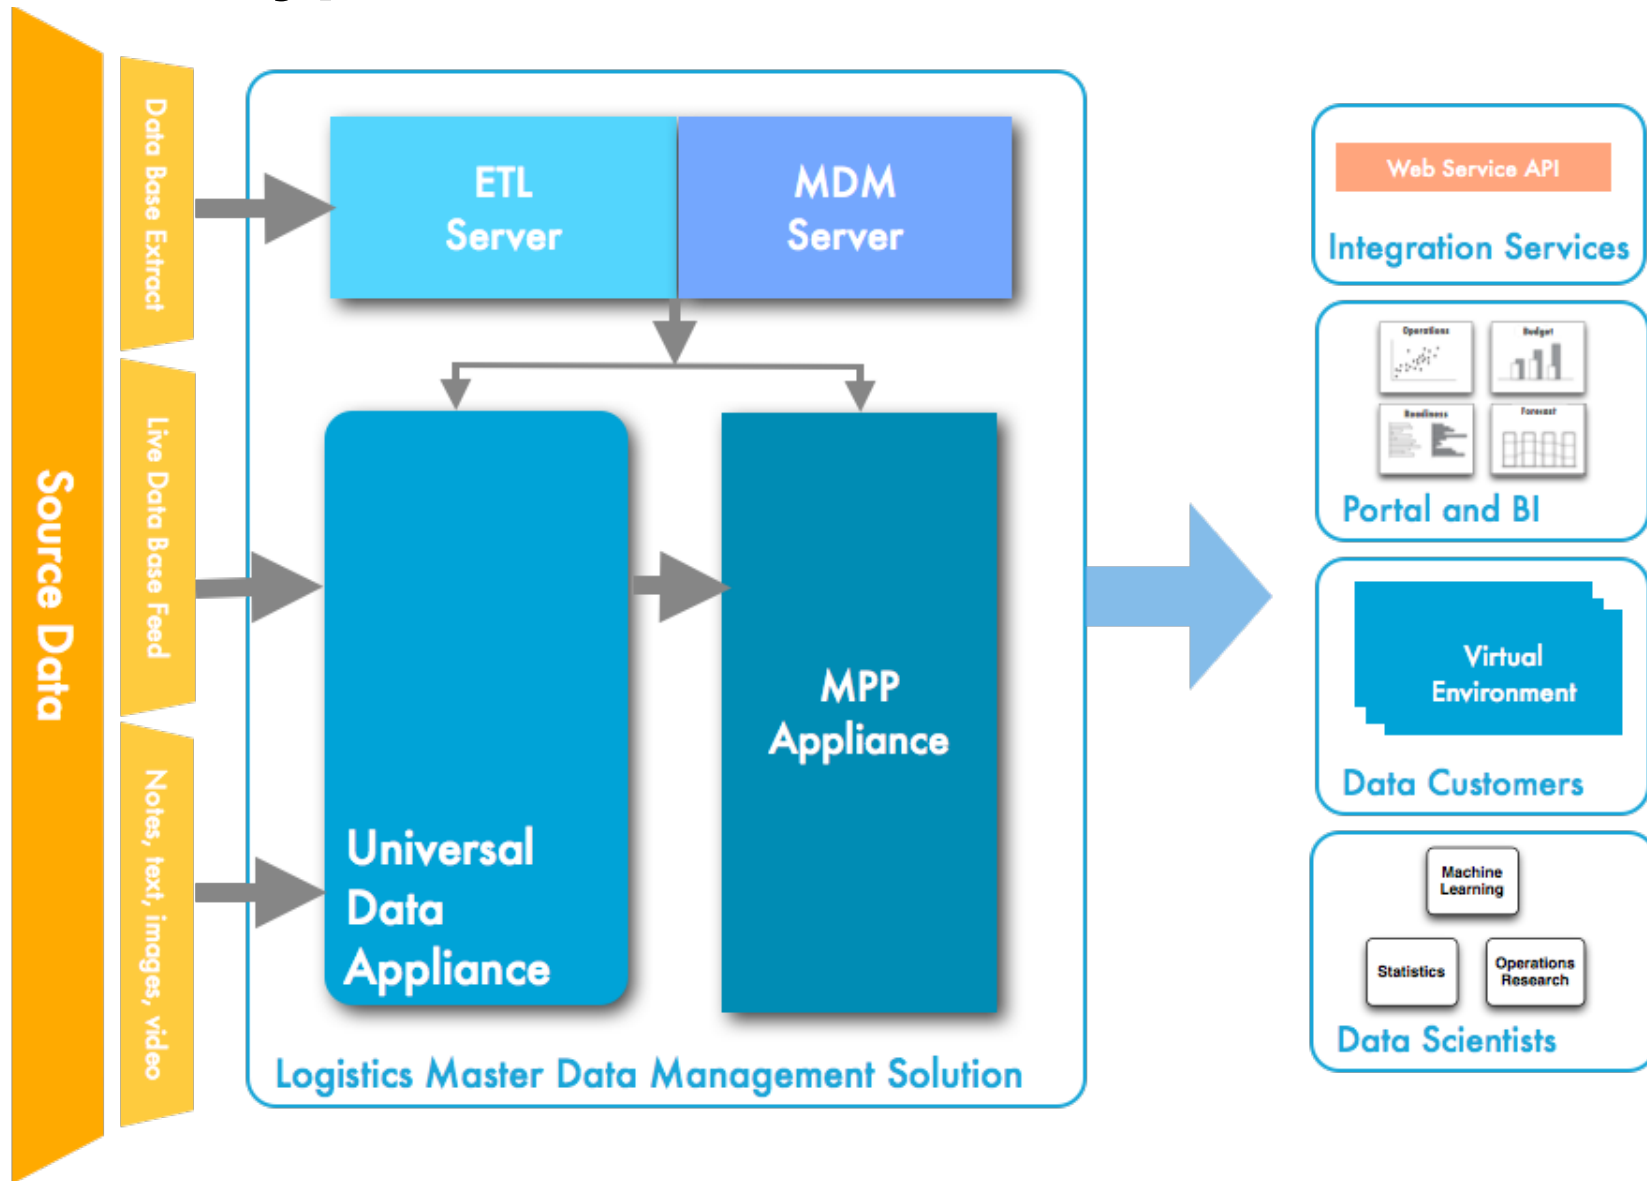 Source Data
Data Base Extract
Live Data Base Feed
Notes, text, images, video
ETL
Server
MDM
Server
Universal
Data
Appliance
MPP
Appliance
Logistics Master Data Management Solution
Web Service API
Integration Services
Operations
Budget
Readiness
Forecast
Portal and BI
Virtual
Environment
Data Customers
Machine
Learning
Statistics
Operations
Research
Data Scientists